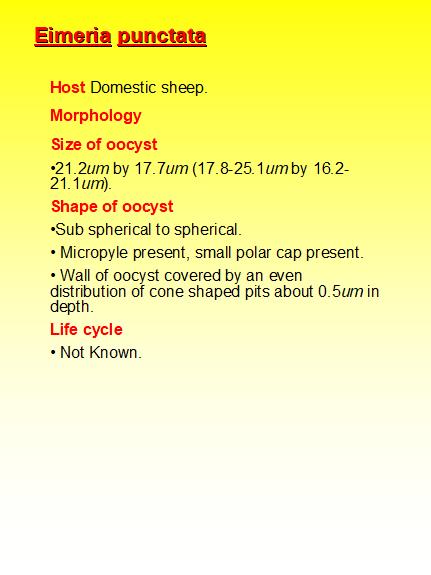 Eimeria punctata
Host Domestic sheep.
Morphology
Size of oocyst
•21.2um by 17.7um (17.8-25.1um by 16.2-
21.1um).
Shape of oocyst
•Sub spherical to spherical.
• Micropyle present, small polar cap present.
• Wall of oocyst covered by an even
distribution of cone shaped pits about 0.5um in
depth.
Life cycle
• Not Known.